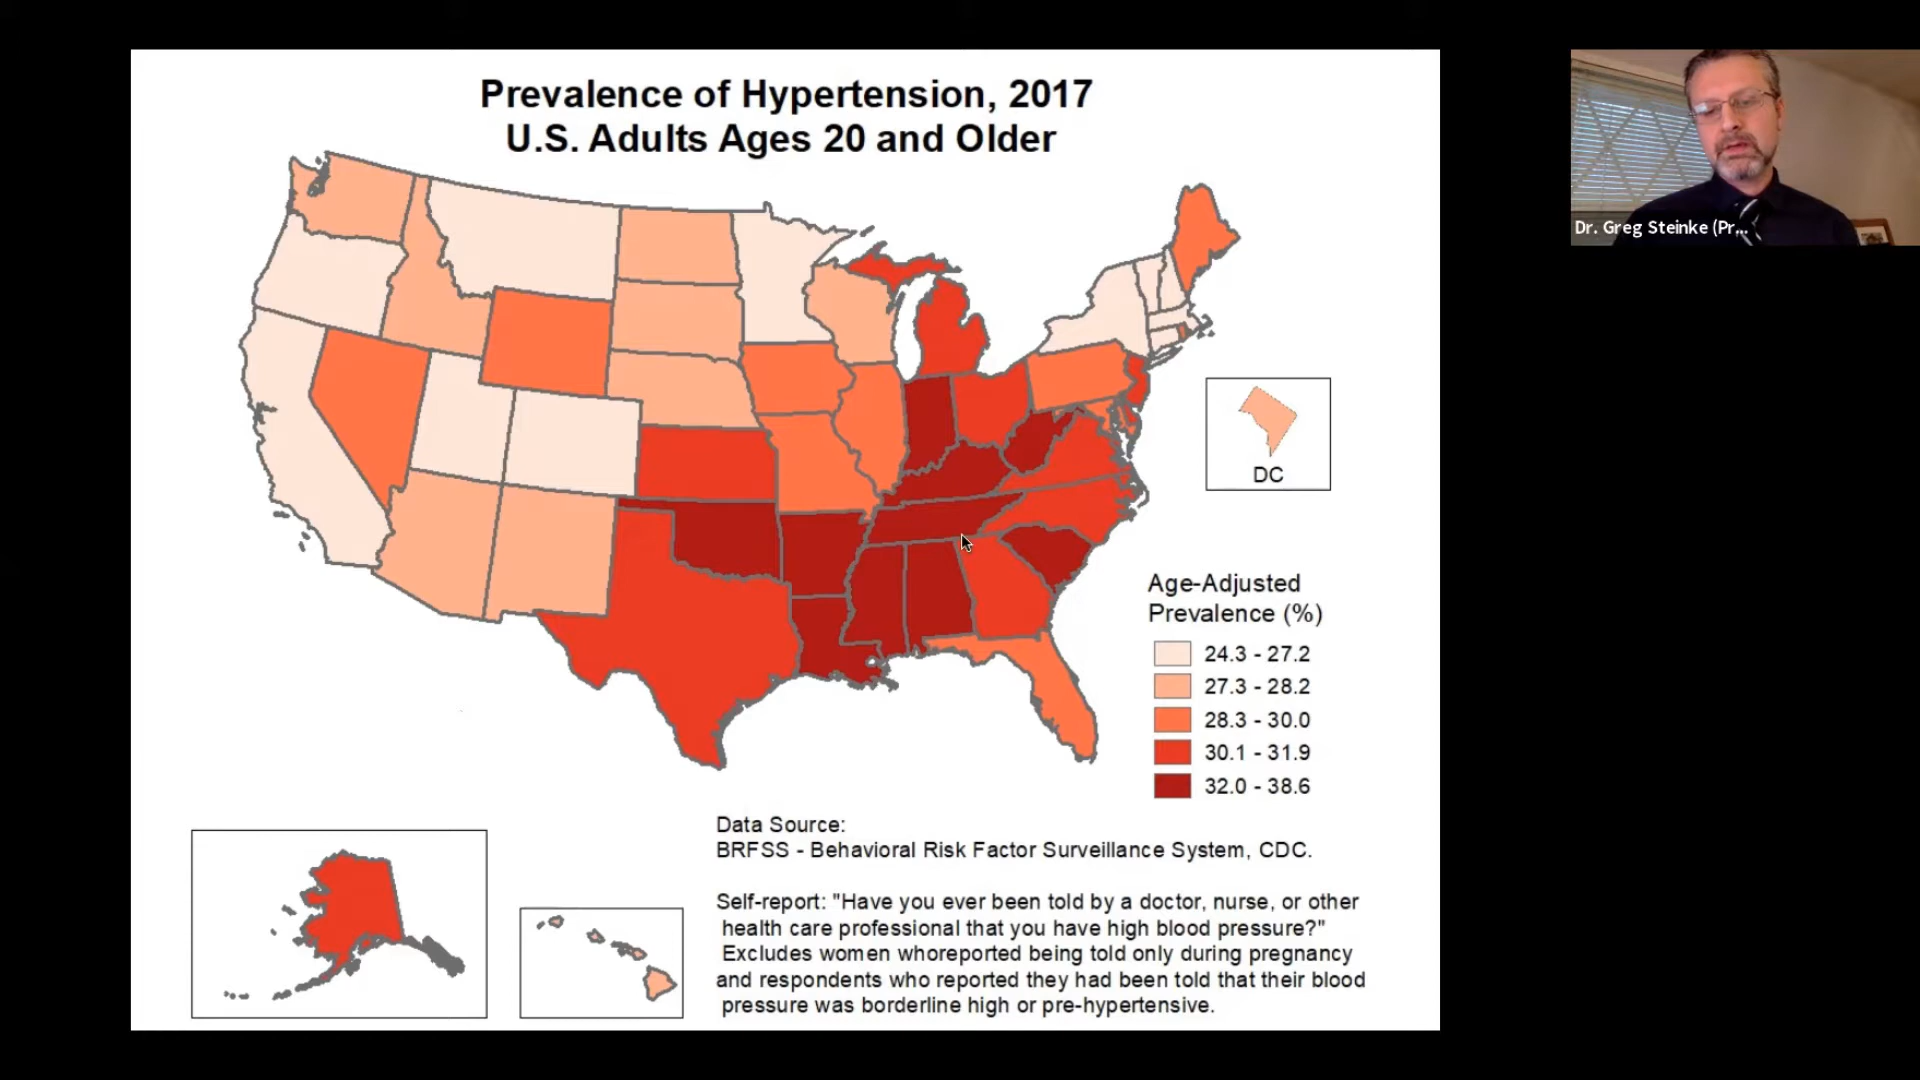 Prevalence of Hypertension, 2017
U.S. Adults Ages 20 and Older
Dr. Greg Steinke (Pr...
DC
Age-Adjusted
Prevalence (%)
24.3 - 27.2
27.3 - 28.2
28.3 - 30.0
30.1 - 31.9
32.0 - 38.6
Data Source:
BRFSS - Behavioral Risk Factor Surveillance System, CDC.
Self-report: "Have you ever been told by a doctor, nurse, or other
health care professional that you have high blood pressure?"
Excludes women whoreported being told only during pregnancy
and respondents who reported they had been told that their blood
pressure was borderline high or pre-hypertensive.